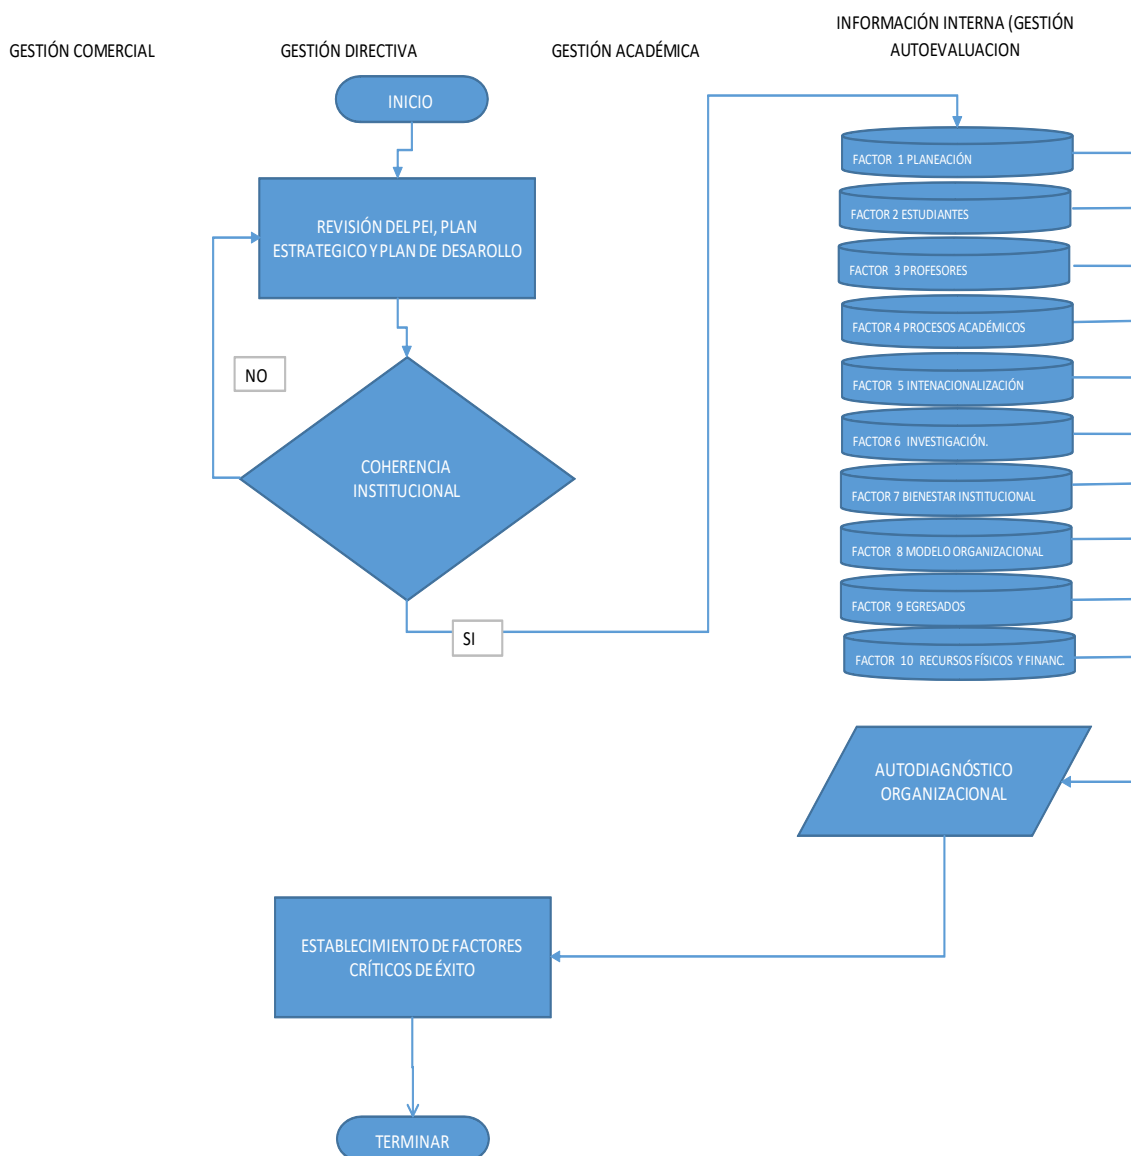 GESTIÓN COMERCIAL
GESTIÓN DIRECTIVA
GESTIÓN ACADÉMICA
INFORMACIÓN INTERNA (GESTIÓN
AUTOEVALUACION
INICIO
REVISIÓN DEL PEI, PLAN
ESTRATEGICO Y PLAN DE DESAROLLO
NO
COHERENCIA
INSTITUCIONAL
SI
FACTOR 1 PLANEACIÓN
FACTOR 2 ESTUDIANTES
FACTOR 3 PROFESORES
FACTOR 4 PROCESOS ACADÉMICOS
FACTOR 5 INTENACIONALIZACIÓN
FACTOR 6 INVESTIGACIÓN.
FACTOR 7 BIENESTAR INSTITUCIONAL
FACTOR 8 MODELO ORGANIZACIONAL
FACTOR 9 EGRESADOS
FACTOR 10 RECURSOS FÍSICOS Y FINANC.
AUTODIAGNÓSTICO
ORGANIZACIONAL
ESTABLECIMIENTO DE FACTORES
CRÍTICOS DE ÉXITO
TERMINAR